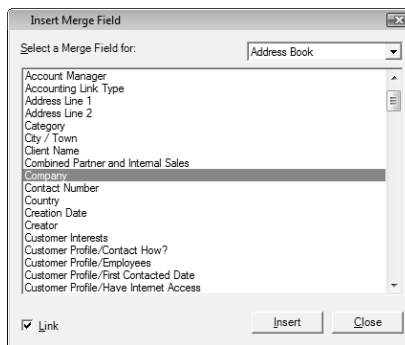 Insert Merge Field
Select a Merge Field for: Address Book
Account Manager
Accounting Link Type
Address Line 1
Address Line 2
Category
City / Town
Client Name
Combined Partner and Internal Sales
Company
Contact Number
Country
Creation Date
Creator
Customer Interests
Customer Profile/Contact How?
Customer Profile/Employees
Customer Profile/First Contacted Date
Customer Profile/Have Internet Access
Link Insert Close